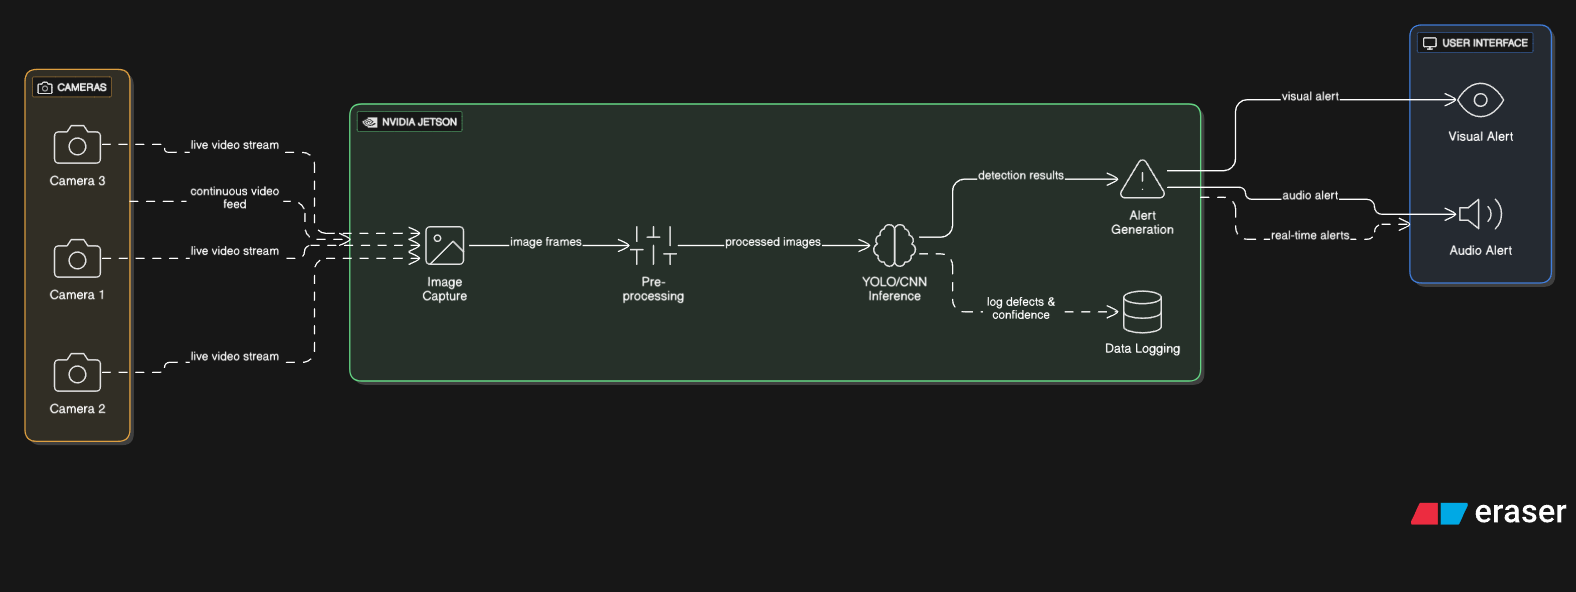 CAMERAS
Camera 3
Camera 1
Camera 2
live video stream
continuous video
feed
live video stream
live video stream
NVIDIA JETSON
Image
Capture
image frames
Pre-
processing
processed images
YOLO/CNN
Inference
detection results
log defects &
confidence
Alert
Generation
Data Logging
visual alert
audio alert
real-time alerts
USER INTERFACE
Visual Alert
Audio Alert
eraser